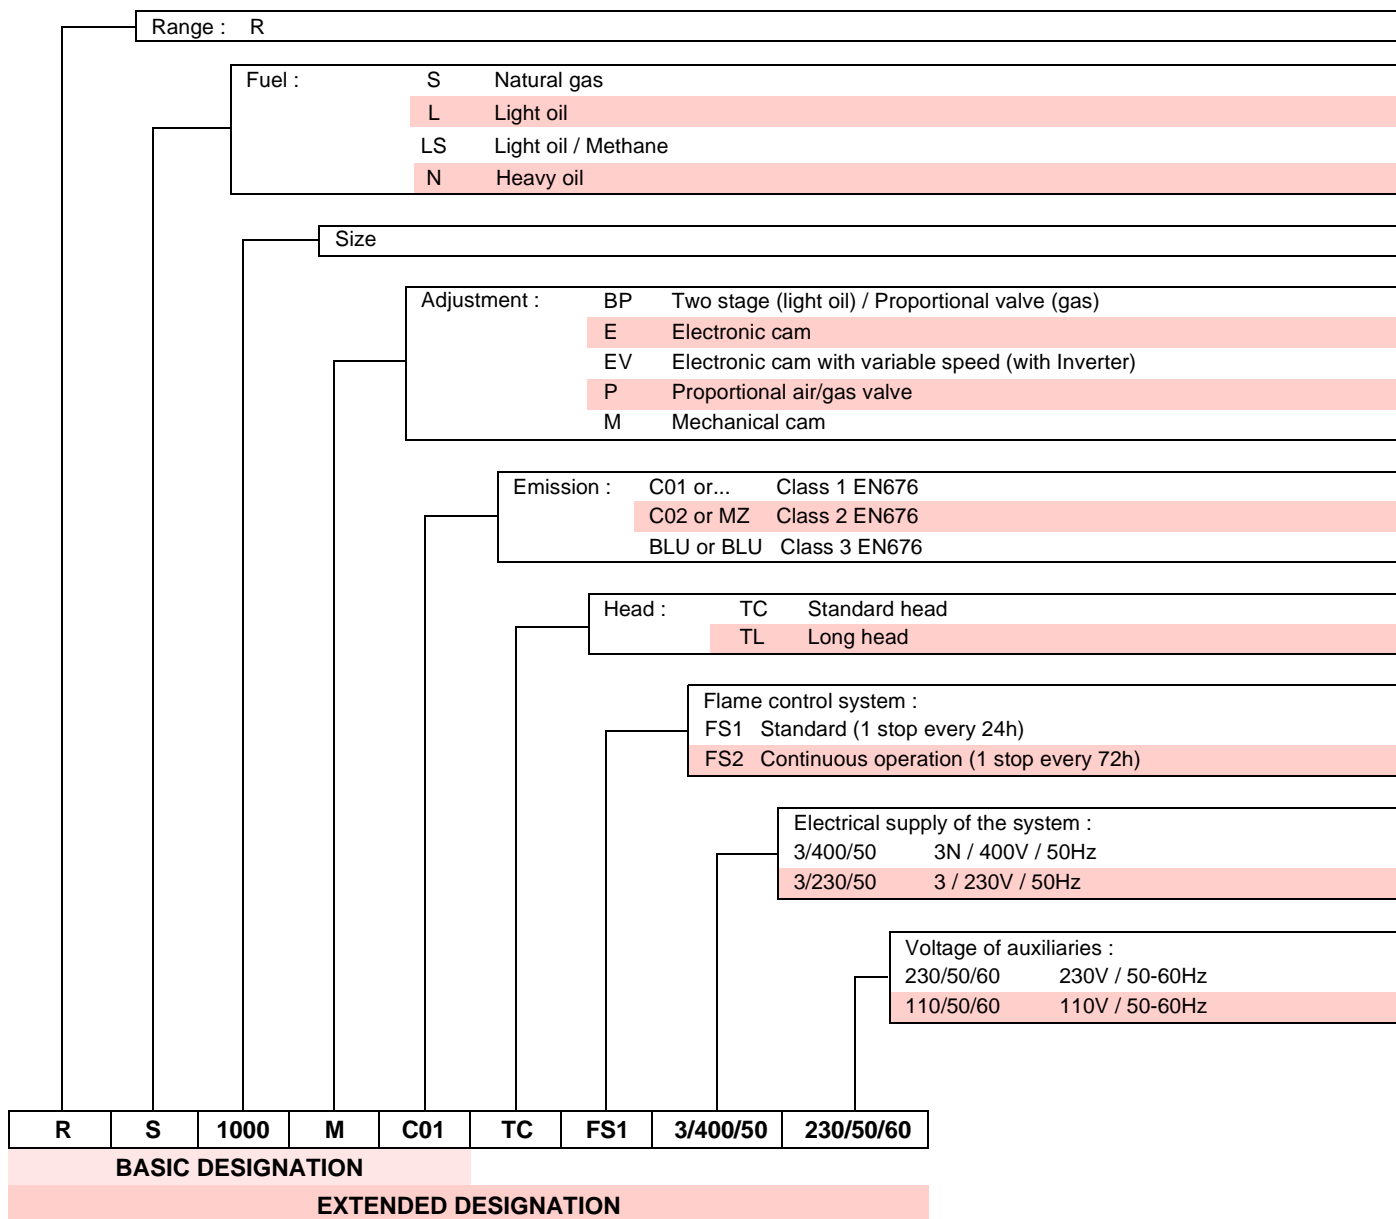 Range : R
Fuel : S Natural gas
L Light oil
LS Light oil / Methane
N Heavy oil
Size
Adjustment : BP Two stage (light oil) / Proportional valve (gas)
E Electronic cam
EV Electronic cam with variable speed (with Inverter)
P Proportional air/gas valve
M Mechanical cam
Emission : C01 or... Class 1 EN676
C02 or MZ Class 2 EN676
BLU or BLU Class 3 EN676
Head : TC Standard head
TL Long head
Flame control system :
FS1 Standard (1 stop every 24h)
FS2 Continuous operation (1 stop every 72h)
Electrical supply of the system :
3/400/50 3N / 400V / 50Hz
3/230/50 3 / 230V / 50Hz
Voltage of auxiliaries :
230/50/60 230V / 50-60Hz
110/50/60 110V / 50-60Hz
R S 1000 M C01 TC FS1 3/400/50 230/50/60
BASIC DESIGNATION
EXTENDED DESIGNATION